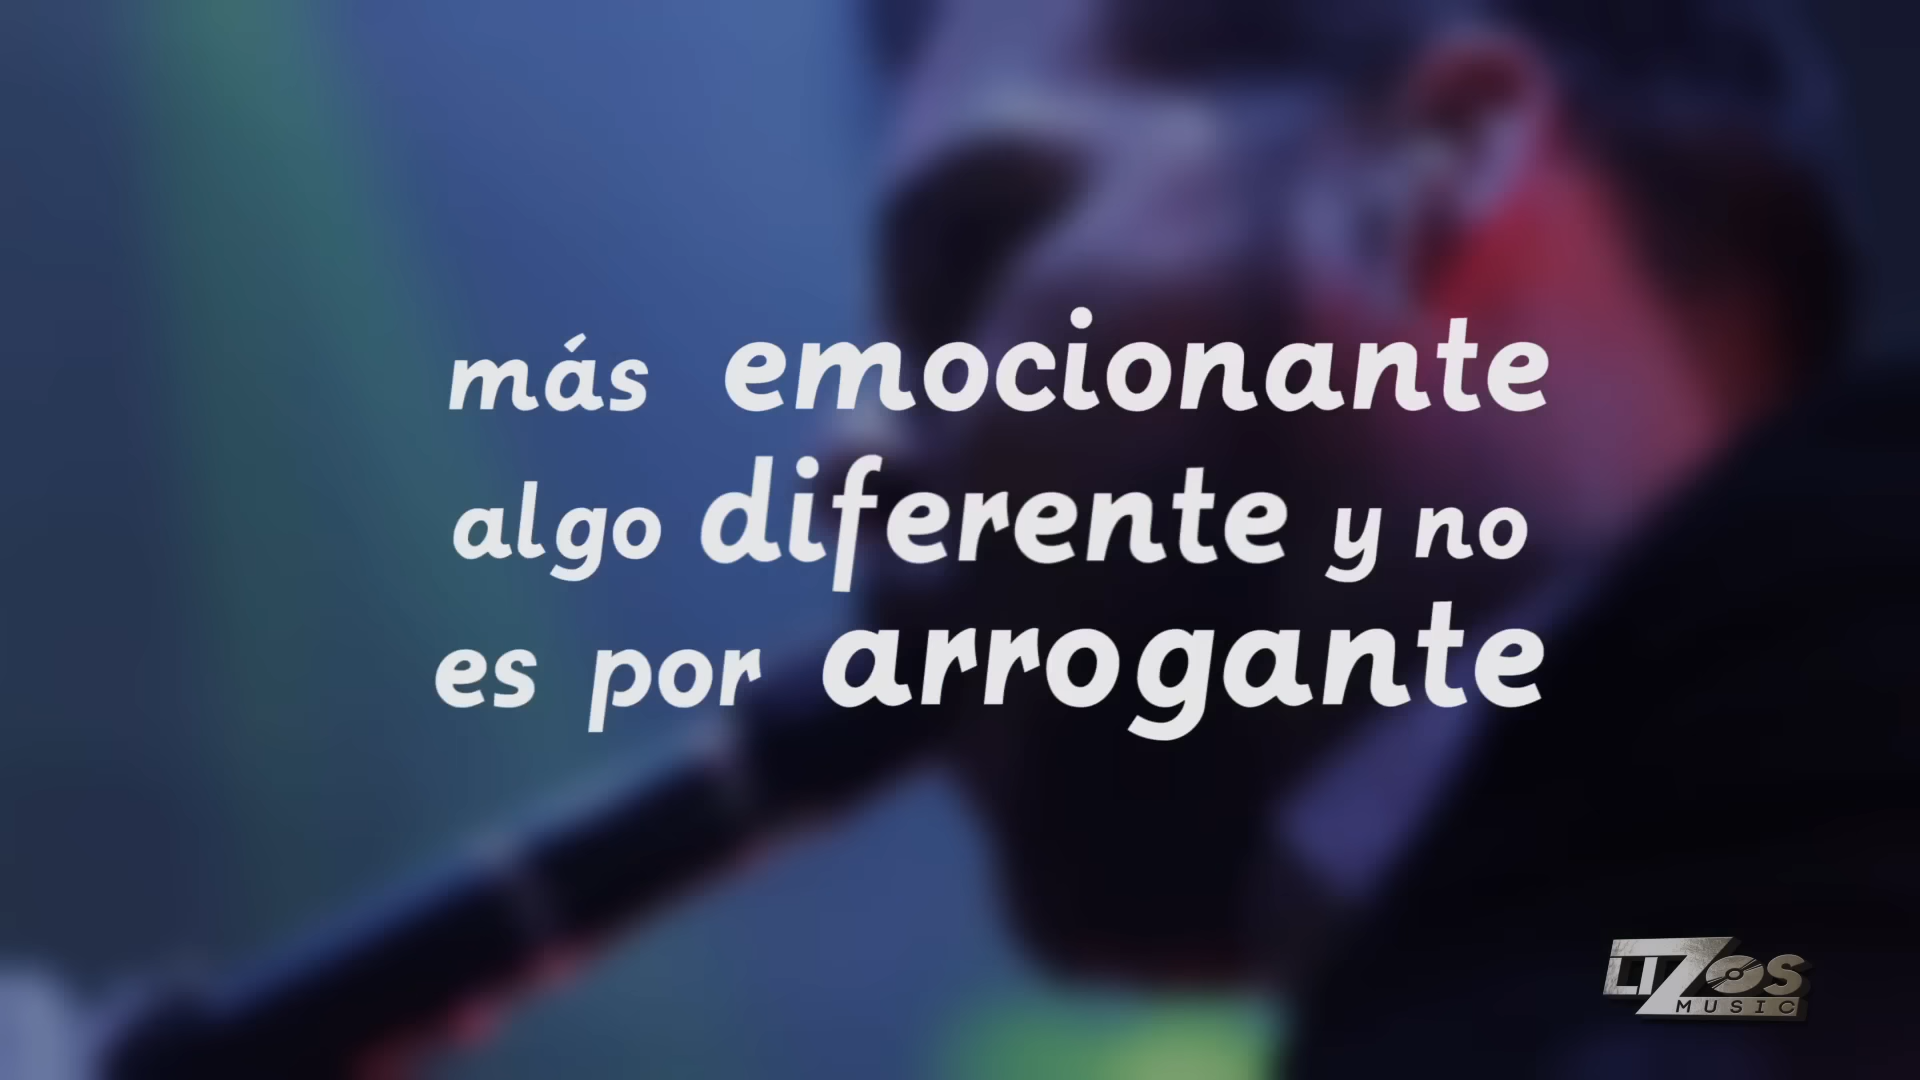 más emocionante
algo diferente y no
es por arrogante
LIZOS
MUSIC